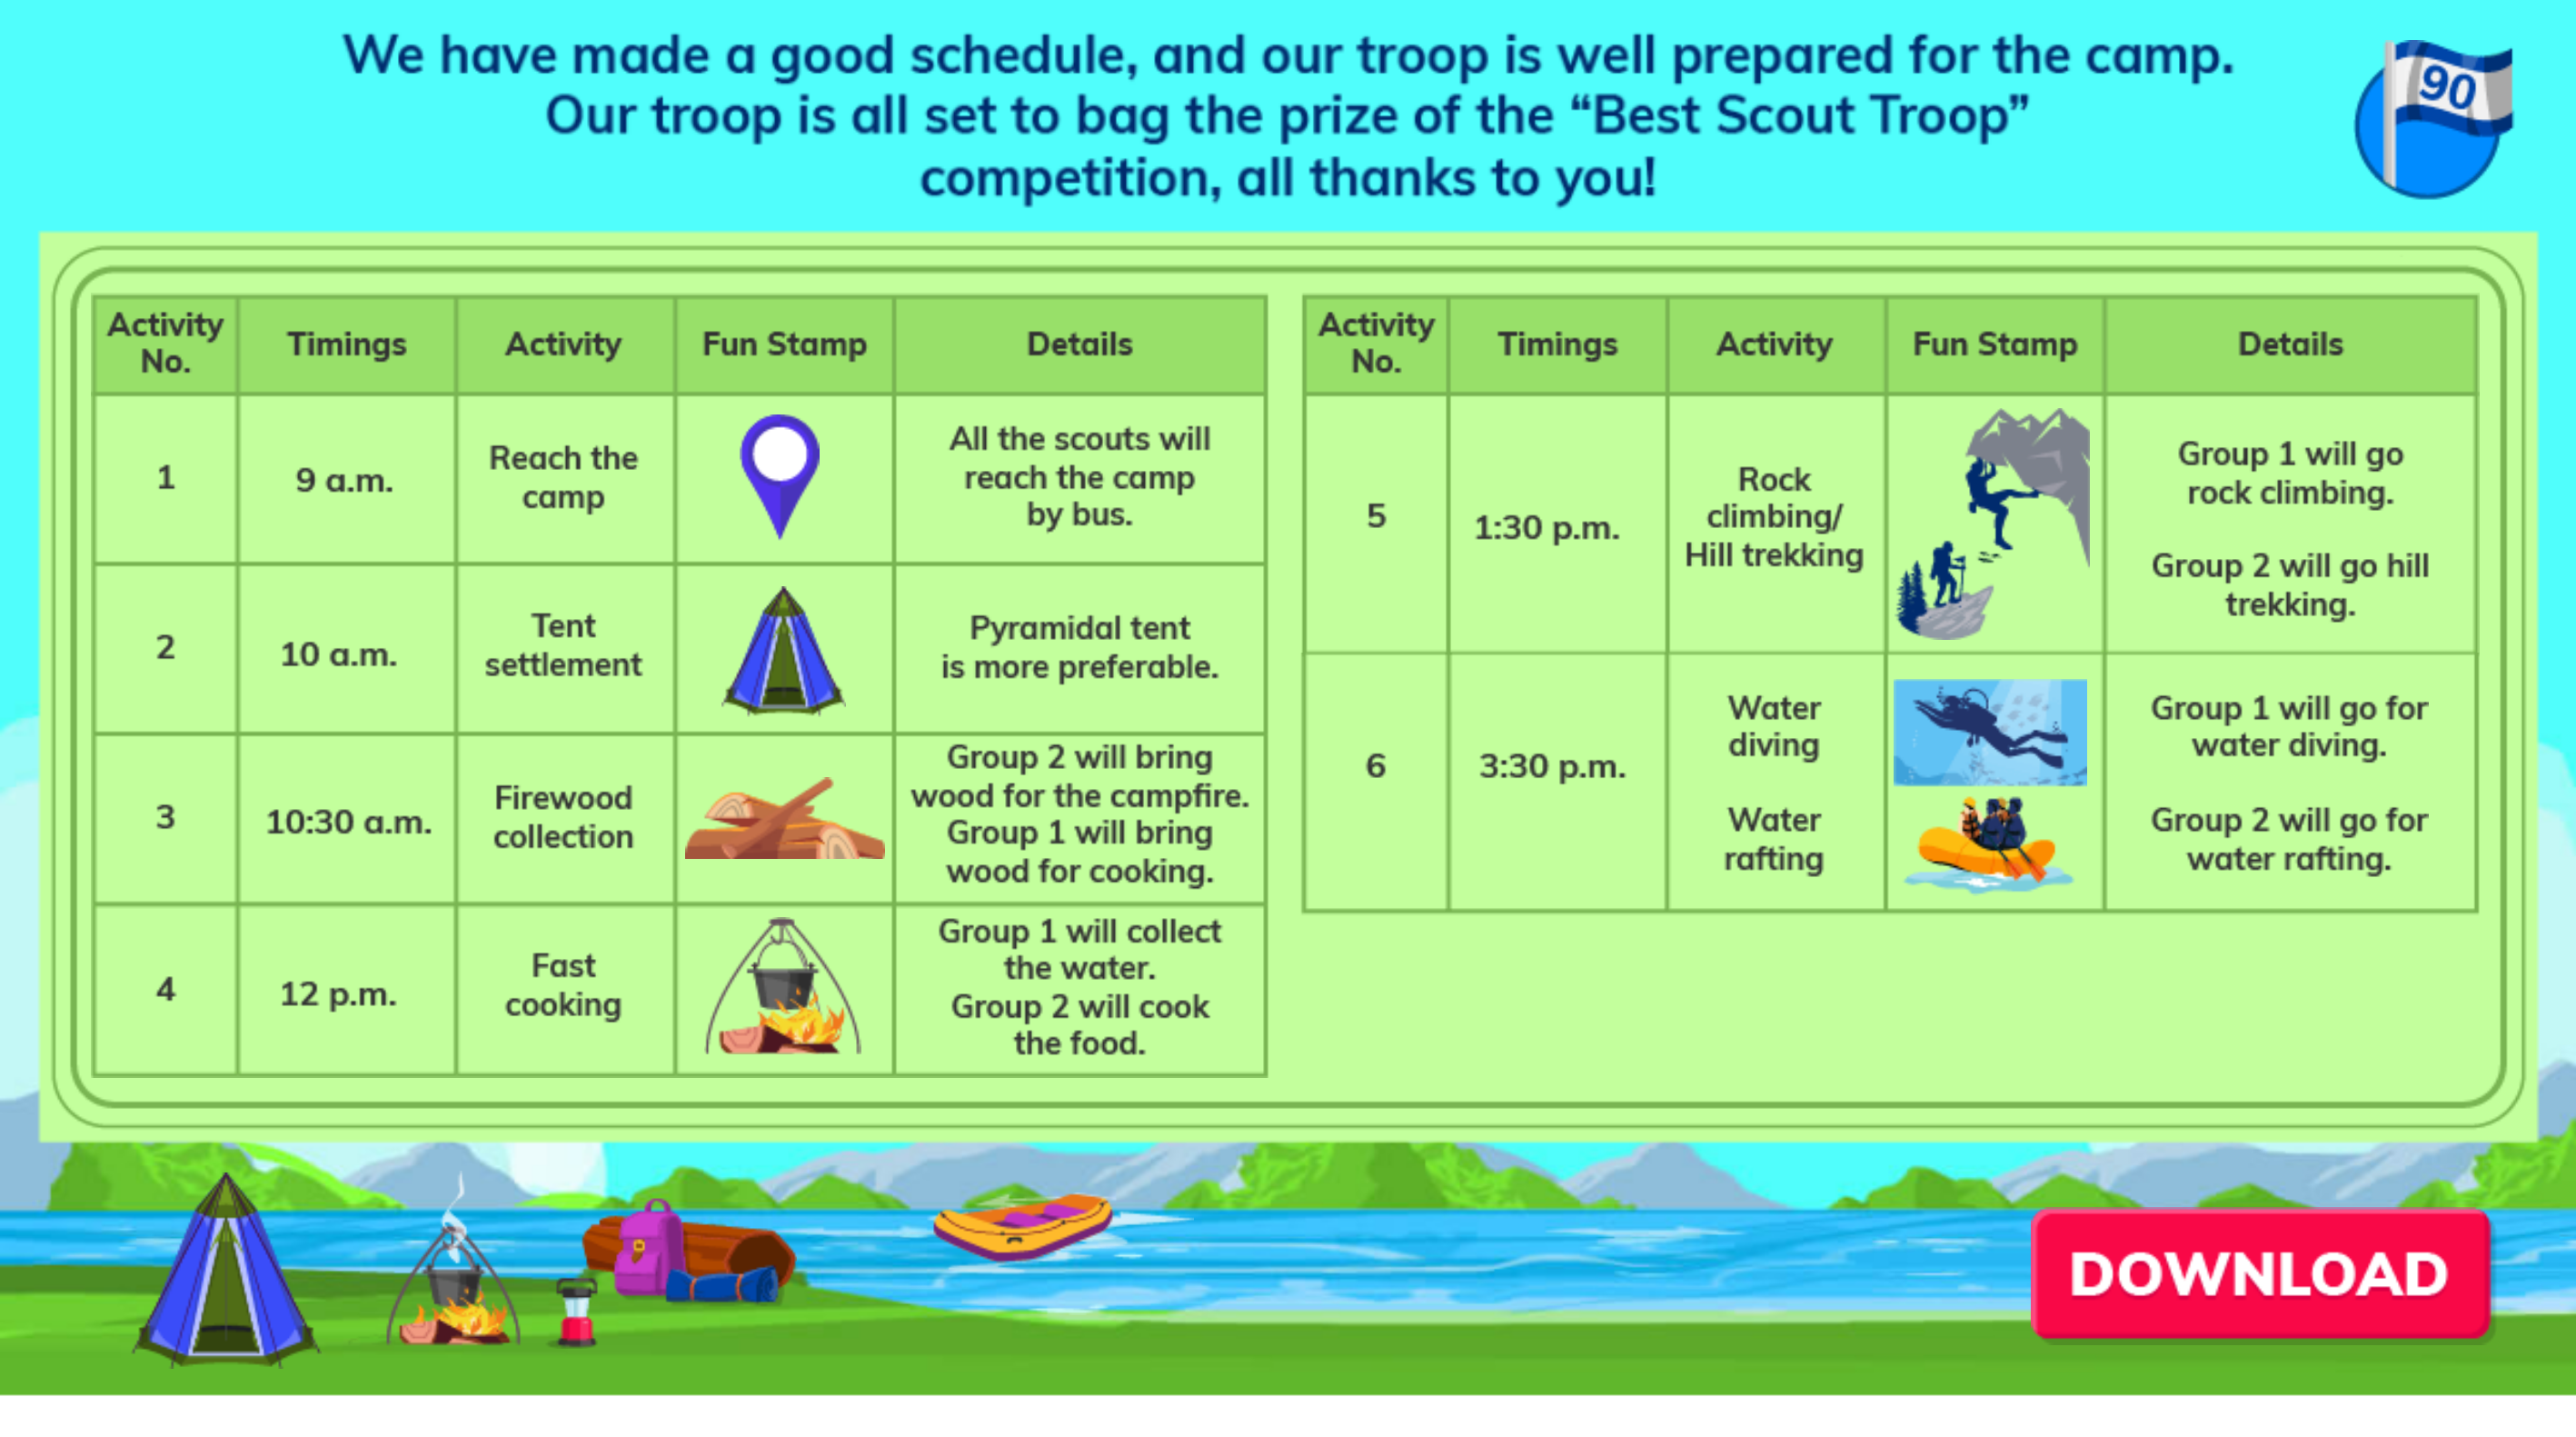 We have made a good schedule, and our troop is well prepared for the camp.
Our troop is all set to bag the prize of the “Best Scout Troop”
competition, all thanks to you!
90
Activity
No.
Timings
Activity
Fun Stamp
Details
1
9 a.m.
Reach the
camp
All the scouts will
reach the camp
by bus.
2
10 a.m.
Tent
settlement
Pyramidal tent
is more preferable.
3
10:30 a.m.
Firewood
collection
Group 2 will bring
wood for the campfire.
Group 1 will bring
wood for cooking.
4
12 p.m.
Fast
cooking
Group 1 will collect
the water.
Group 2 will cook
the food.
Activity
No.
Timings
Activity
Fun Stamp
Details
5
1:30 p.m.
Rock
climbing/
Hill trekking
Group 1 will go
rock climbing.
Group 2 will go hill
trekking.
6
3:30 p.m.
Water
diving
Water
rafting
Group 1 will go for
water diving.
Group 2 will go for
water rafting.
DOWNLOAD